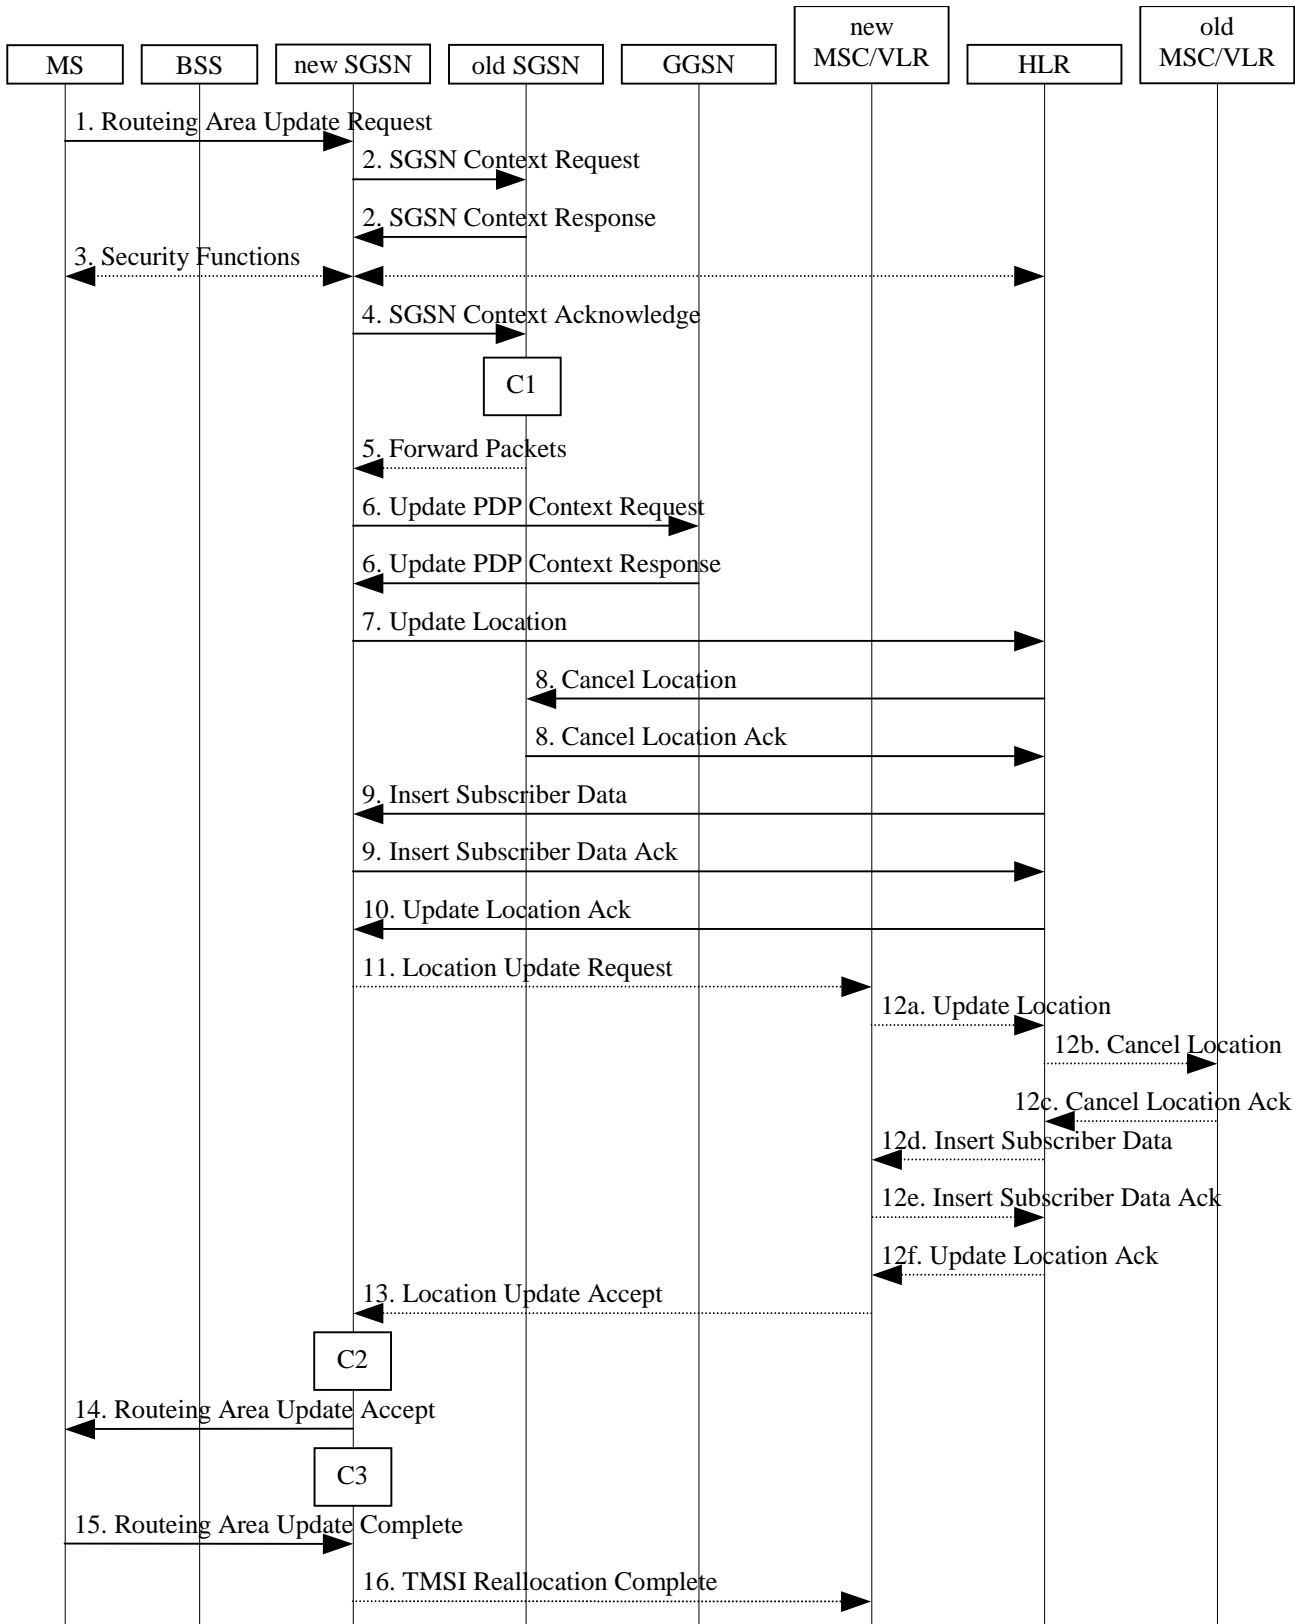 new
MSC/VLR
old
MSC/VLR
MS
BSS
new SGSN
old SGSN
GGSN
HLR
1. Routeing Area Update Request
2. SGSN Context Request
2. SGSN Context Response
3. Security Functions
4. SGSN Context Acknowledge
C1
5. Forward Packets
6. Update PDP Context Request
6. Update PDP Context Response
7. Update Location
8. Cancel Location
8. Cancel Location Ack
9. Insert Subscriber Data
9. Insert Subscriber Data Ack
10. Update Location Ack
11. Location Update Request
12a. Update Location
12b. Cancel Location
12c. Cancel Location Ack
12d. Insert Subscriber Data
12e. Insert Subscriber Data Ack
12f. Update Location Ack
13. Location Update Accept
C2
14. Routeing Area Update Accept
C3
15. Routeing Area Update Complete
16. TMSI Reallocation Complete